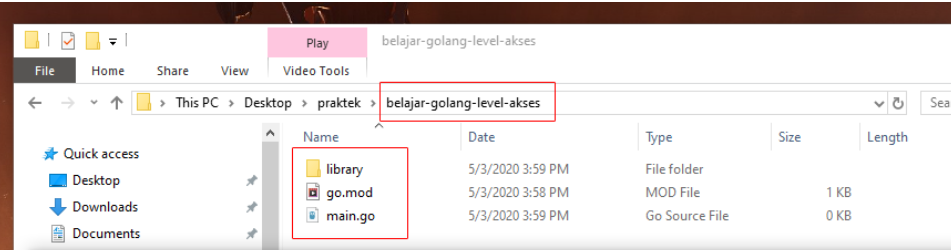 Play belajar-golang-level-akses
File Home Share View Video Tools
This PC > Desktop > praktek > belajar-golang-level-akses Sea
Name Date Type Size Length
Quick access
library 5/3/2020 3:59 PM File folder
Desktop
go.mod 5/3/2020 3:58 PM MOD File 1 KB
Downloads
main.go 5/3/2020 3:59 PM Go Source File 0 KB
Documents